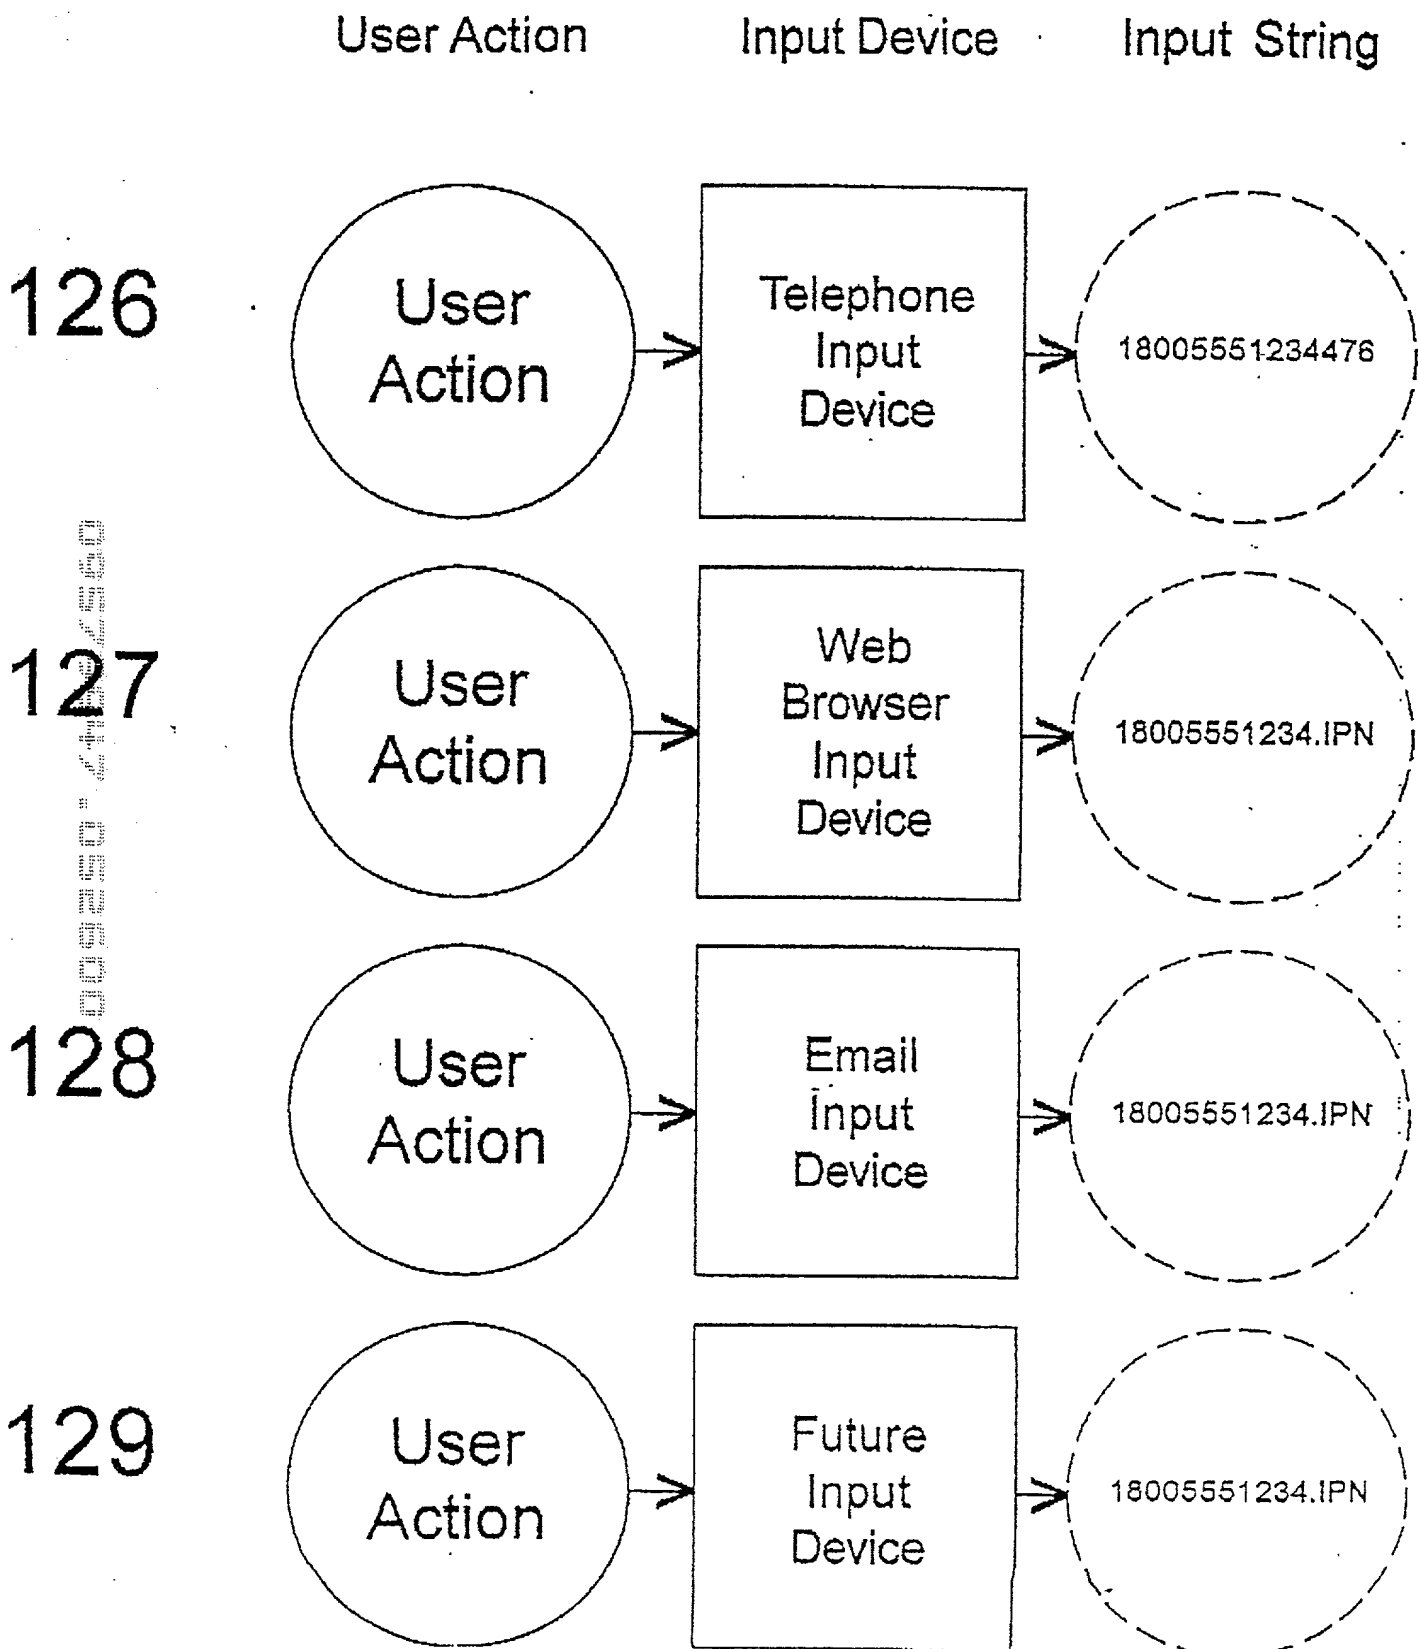 User Action Input Device Input String
126
User
Action
Telephone
Input
Device
18005551234476
127
User
Action
Web
Browser
Input
Device
18005551234.IPN
128
User
Action
Email
Input
Device
18005551234.IPN
129
User
Action
Future
Input
Device
18005551234.IPN